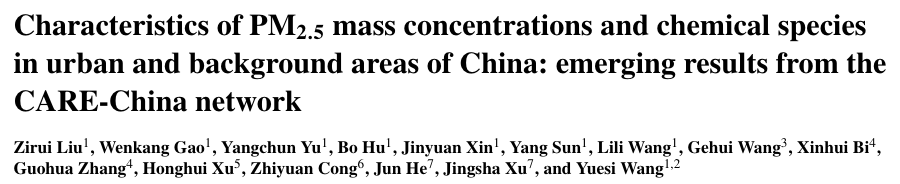 Characteristics of PM2.5 mass concentrations and chemical species
in urban and background areas of China: emerging results from the
CARE-China network
Zirui Liu1, Wenkang Gao1, Yangchun Yu1, Bo Hu1, Jinyuan Xin1, Yang Sun1, Lili Wang1, Gehui Wang3, Xinhui Bi4,
Guohua Zhang4, Honghui Xu5, Zhiyuan Cong6, Jun He7, Jingsha Xu7, and Yuesi Wang1,2